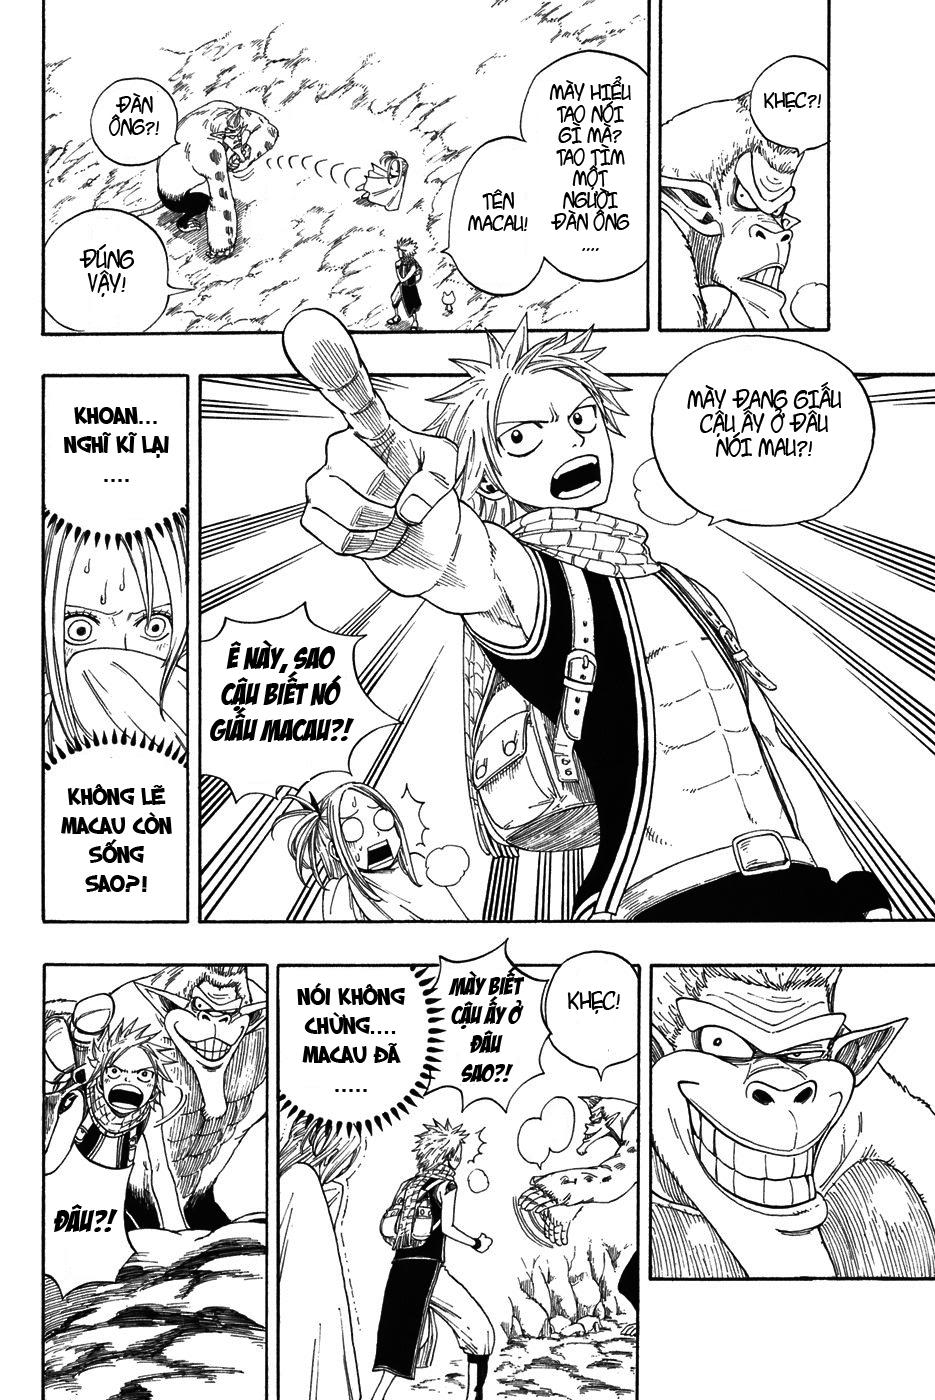 KHẸC?!
MÀY HIỂU
TAO NÓI
GÌ MÀ?
TAO TÌM
MỘT
NGƯỜI
ĐÀN ÔNG
....
TÊN
MACAU!
ĐÀN
ÔNG?!
ĐÚNG
VẬY!
MÀY ĐANG GIẤU
CẬU ẤY Ở ĐÂU
NÓI MAU?!
Ê NÀY, SAO
CẬU BIẾT NÓ
GIẤU MACAU?!
KHOAN...
NGHĨ KĨ LẠI
....
KHÔNG LẼ
MACAU CÒN
SỐNG
SAO?!
KHẸC!
MÀY BIẾT
CẬU ẤY Ở
ĐÂU
SAO?!
NÓI KHÔNG
CHỪNG....
MACAU ĐÃ
.....
ĐÂU?!